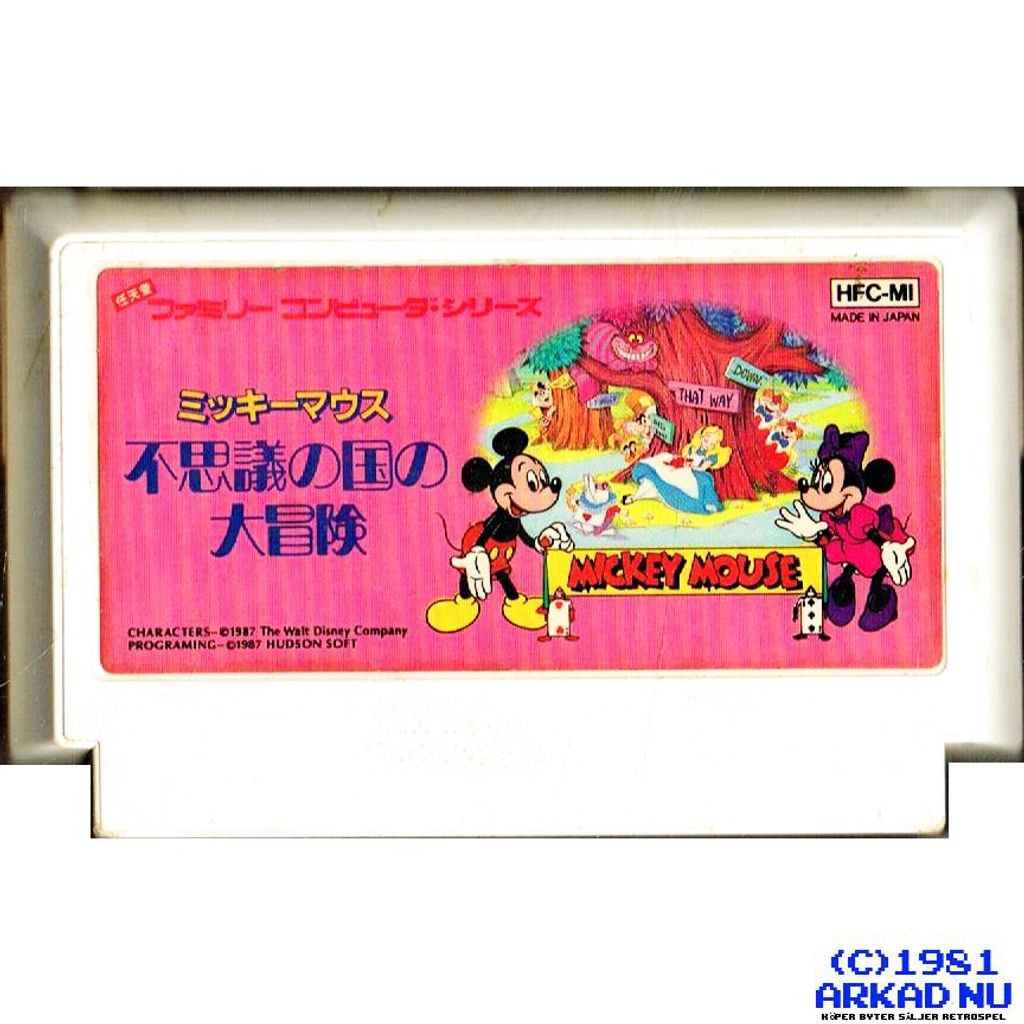 任天堂
ファミリー コンピュータ・シリーズ
HFC-MI
MADE IN JAPAN
ミッキーマウス
不思議の国の
大冒険
DOWN
THAT WAY
MICKEY MOUSE
CHARACTERS-©1987 The Walt Disney Company
PROGRAMING-©1987 HUDSON SOFT
(C)1981
ARKAD NU
KÖPER BYTER SÄLJER RETROSPEL